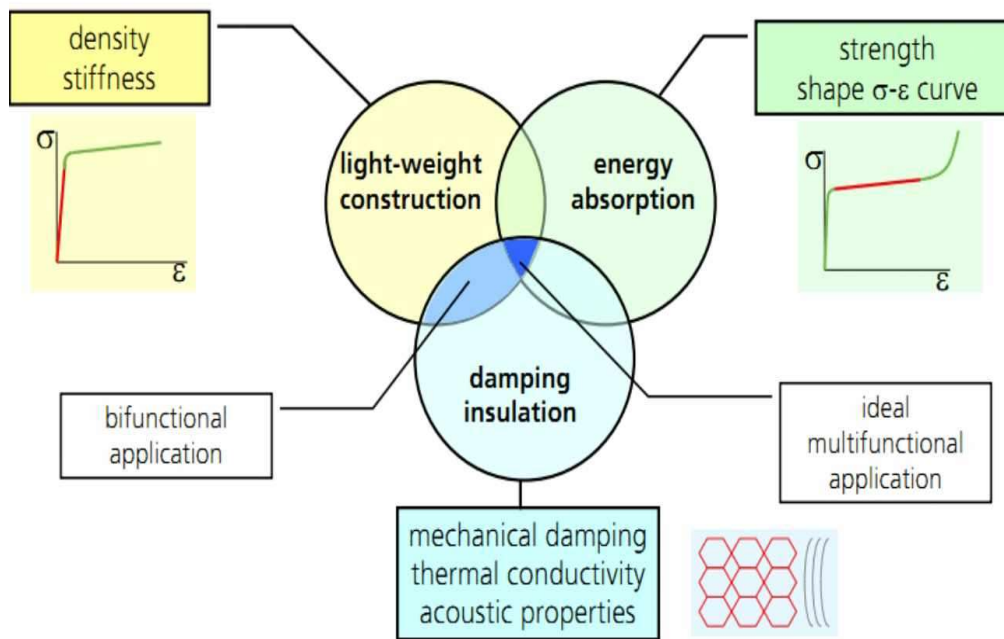 density
stiffness
strength
shape σ-ε curve
σ
ε
light-weight
construction
energy
absorption
σ
ε
damping
insulation
bifunctional
application
ideal
multifunctional
application
mechanical damping
thermal conductivity
acoustic properties